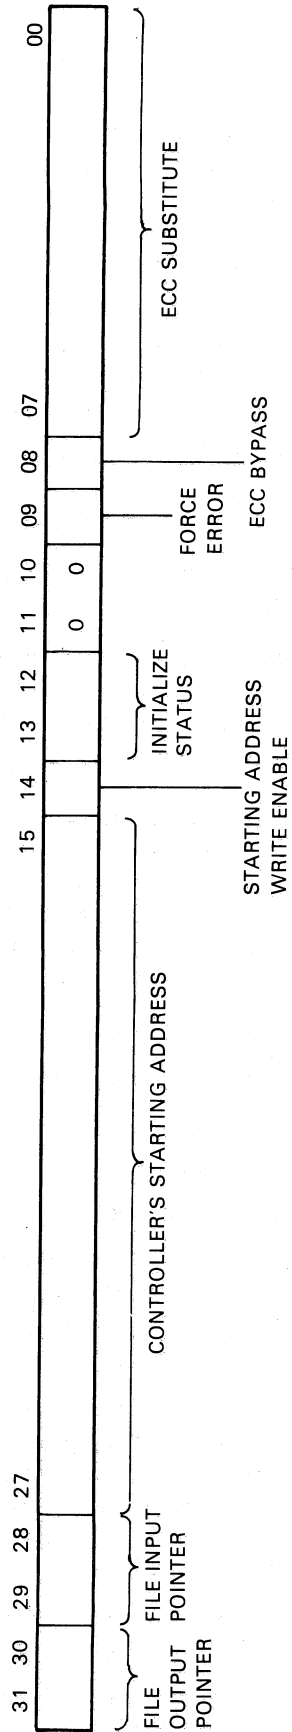 31 30 29 28 27 15 14 13 12 11 10 09 08 07 00
0 0
FILE
OUTPUT
POINTER
FILE INPUT
POINTER
CONTROLLER'S STARTING ADDRESS
STARTING ADDRESS
WRITE ENABLE
INITIALIZE
STATUS
FORCE
ERROR
ECC BYPASS
ECC SUBSTITUTE